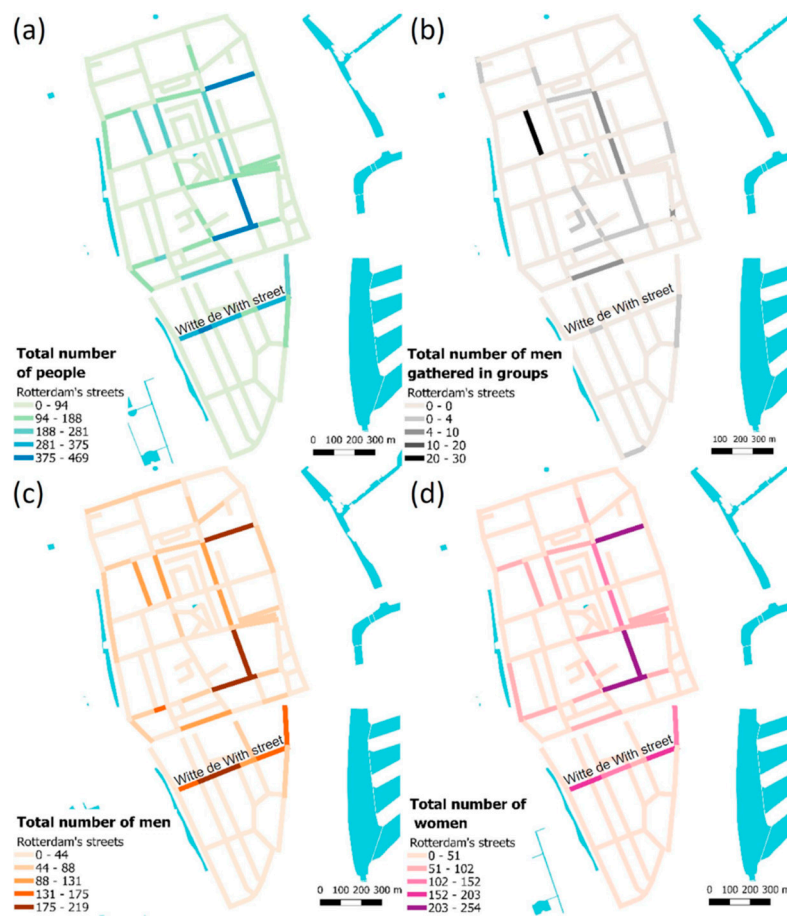 (a)
Witte de With street
Total number
of people
Rotterdam's streets
0 - 94
94 - 188
188 - 281
281 - 375
375 - 469
0 100 200 300 m
(b)
Witte de With street
Total number of men
gathered in groups
Rotterdam's streets
0 - 0
0 - 4
4 - 10
10 - 20
20 - 30
100 200 300 m
(c)
Witte de With street
Total number of men
Rotterdam's streets
0 - 44
44 - 88
88 - 131
131 - 175
175 - 219
0 100 200 300 m
(d)
Witte de With street
Total number of
women
Rotterdam's streets
0 - 51
51 - 102
102 - 152
152 - 203
203 - 254
0 100 200 300 m